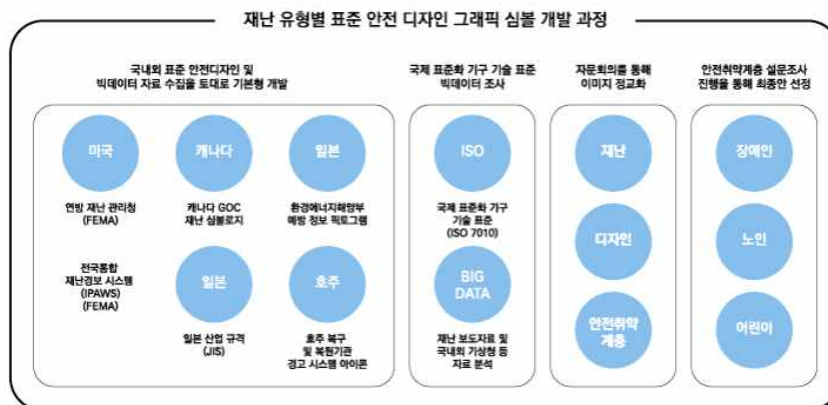 재난 유형별 표준 안전 디자인 그래픽 심볼 개발 과정
국내외 표준 안전디자인 및
빅데이터 자료 수집을 토대로 기본형 개발
미국
캐나다
일본
연방 재난 관리청
(FEMA)
캐나다 GOC
재난 심볼로지
환경에너지해양부
예방 정보 픽토그램
전국통합
재난경보 시스템
(IPAWS)
(FEMA)
일본
호주
일본 산업 규격
(JIS)
호주 복구
및 복원기관
경고 시스템 아이콘
국제 표준화 기구 기술 표준
빅데이터 조사
ISO
국제 표준화 기구
기술 표준
(ISO 7010)
BIG
DATA
재난 보도자료 및
국내외 기상청 등
자료 분석
자문회의를 통해
이미지 정교화
재난
디자인
안전취약
계층
안전취약계층 설문조사
진행을 통해 최종안 선정
장애인
노인
어린이